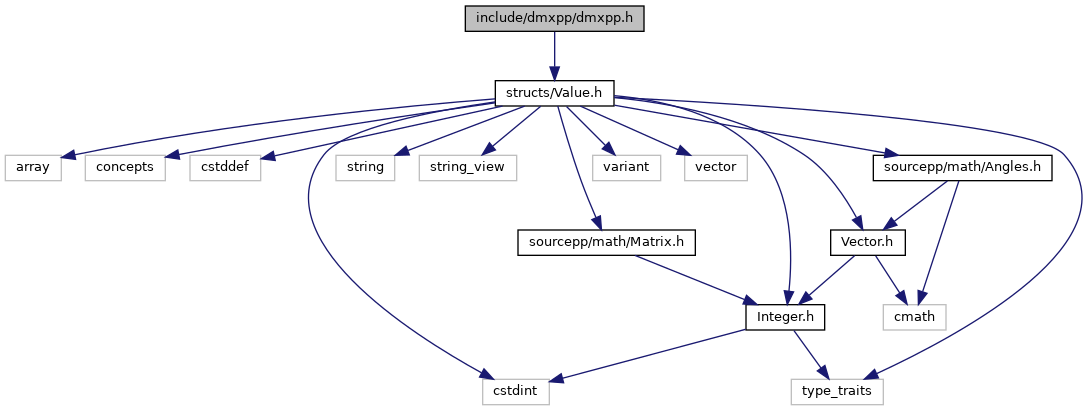 include/dmxpp/dmxpp.h
structs/Value.h
array
concepts
cstddef
string
string_view
variant
vector
sourcepp/math/Angles.h
sourcepp/math/Matrix.h
Vector.h
Integer.h
cmath
cstdint
type_traits